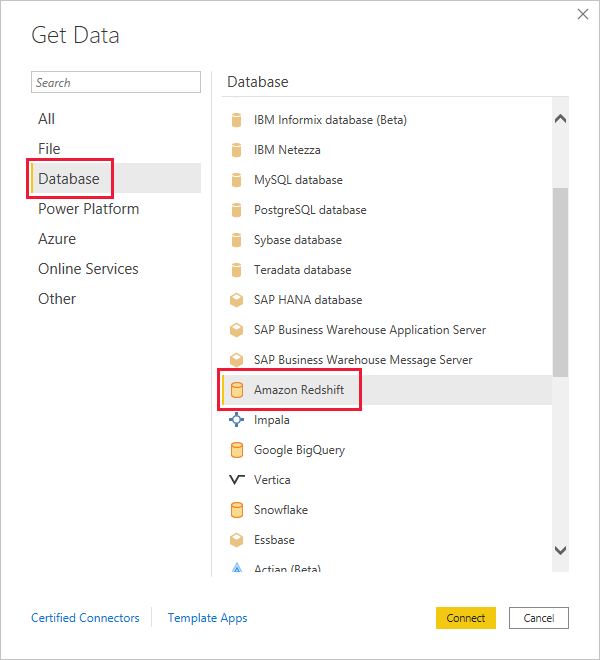 Get Data
Search
All
File
Database
Power Platform
Azure
Online Services
Other
Database
IBM Informix database (Beta)
IBM Netezza
MySQL database
PostgreSQL database
Sybase database
Teradata database
SAP HANA database
SAP Business Warehouse Application Server
SAP Business Warehouse Message Server
Amazon Redshift
Impala
Google BigQuery
Vertica
Snowflake
Essbase
Actian (Beta)
Certified Connectors
Template Apps
Connect
Cancel